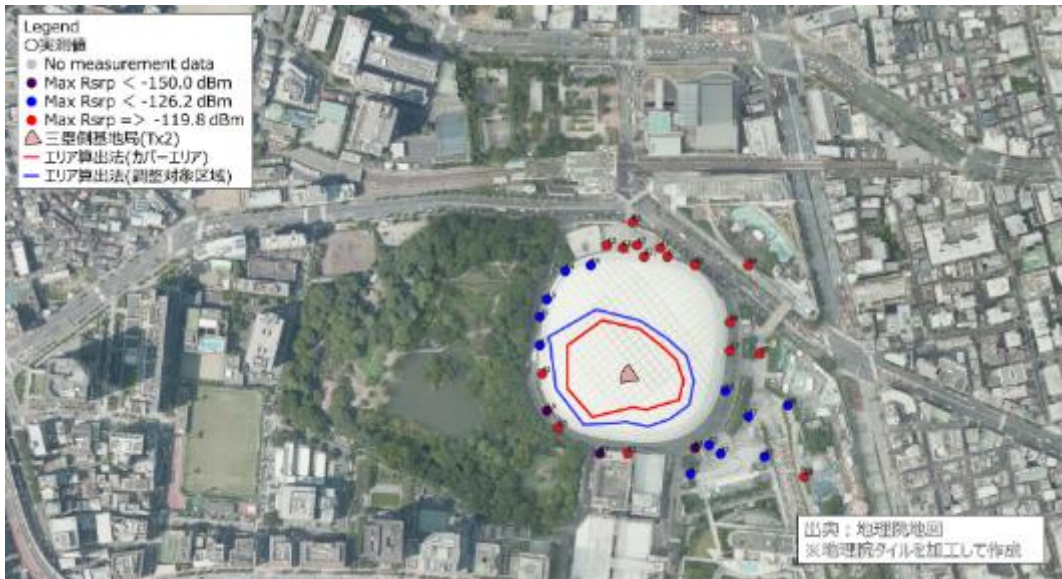 Legend
○実測値
No measurement data
Max Rsrp < -150.0 dBm
Max Rsrp < -126.2 dBm
Max Rsrp => -119.8 dBm
三塁側基地局(Tx2)
エリア算出法(カバーエリア)
エリア算出法(調整対象区域)
出典：地理院地図
※地理院タイルを加工して作成